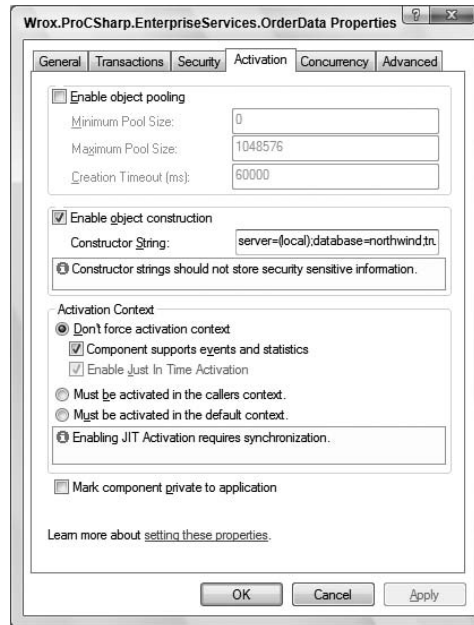 Wrox.ProCSharp.EnterpriseServices.OrderData Properties ? X
General Transactions Security Activation Concurrency Advanced
Enable object pooling
Minimum Pool Size: 0
Maximum Pool Size: 1048576
Creation Timeout (ms): 60000
Enable object construction
Constructor String: server=(local);database=northwind;tru
Constructor strings should not store security sensitive information.
Activation Context
Don't force activation context
Component supports events and statistics
Enable Just In Time Activation
Must be activated in the callers context.
Must be activated in the default context.
Enabling JIT Activation requires synchronization.
Mark component private to application
Learn more about setting these properties.
OK Cancel Apply